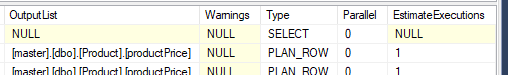 OutputList Warnings Type Parallel EstimateExecutions
NULL NULL SELECT 0 NULL
[master].[dbo].[Product].[productPrice] NULL PLAN_ROW 0 1
[master].[dbo].[Product].[productPrice] NULL PLAN_ROW 0 1